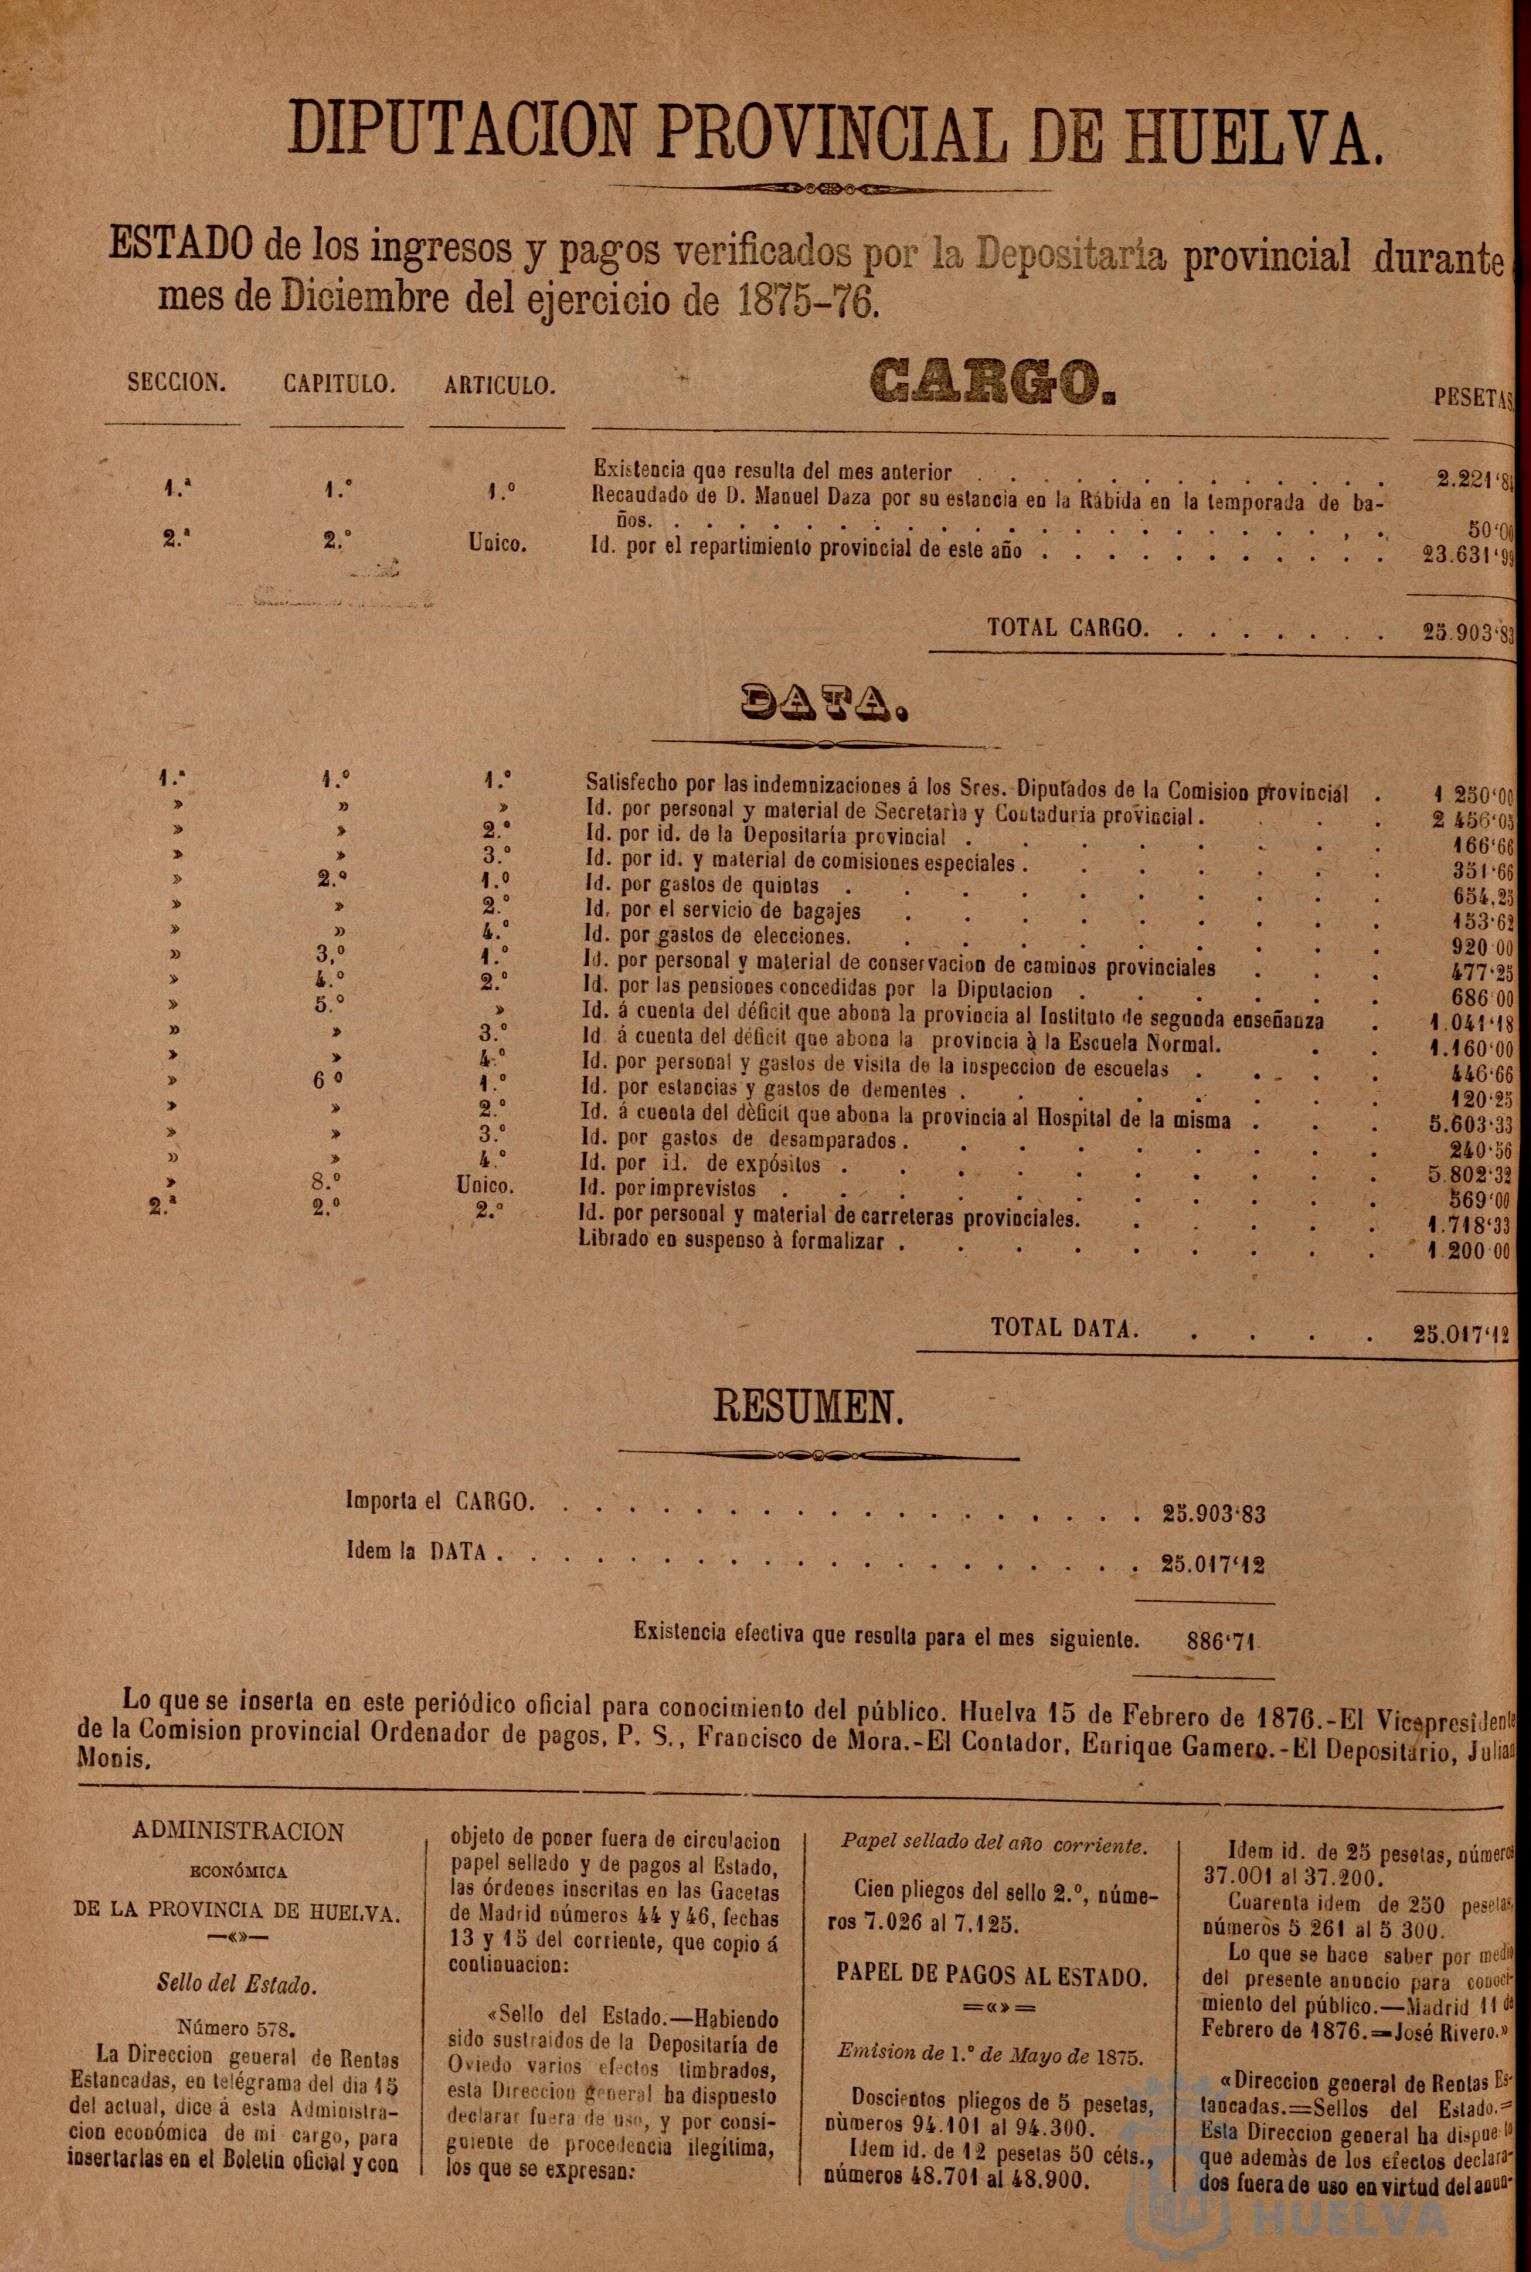 DIPUTACION PROVINCIAL DE HUELVA.
ESTADO de los ingresos y pagos verificados por la Depositaría provincial durante
mes de Diciembre del ejercicio de 1875-76.
SECCION. CAPITULO. ARTICULO. CARGO. PESETAS.
Existencia que resulta del mes anterior . . . . . . . . . . . . 2.221‘84
1.ª 1.º 1.º Recaudado de D. Manuel Daza por su estancia en la Rábida en la temporada de ba-
ños. . . . . . . . . . . . . . . . . . . . . . 50‘00
2.ª 2.º Unico. Id. por el repartimiento provincial de este año . . . . . . . . . . . 23.631‘99
TOTAL CARGO. . . . . . . . 25.903‘83
DATA.
1.ª 1.º 1.º Satisfecho por las indemnizaciones á los Sres. Diputados de la Comision provincial . 1 250‘00
» » » Id. por personal y material de Secretaría y Contaduría provincial . . . . 2 456‘05
» » 2.º Id. por id. de la Depositaría provincial . . . . . . . . 166‘66
» » 3.º Id. por id. y material de comisiones especiales . . . . . . . 351‘66
» 2.º 1.º Id. por gastos de quintas . . . . . . . . . . 654,25
» » 2.º Id. por el servicio de bagajes . . . . . . . . . 153‘62
» » 4.º Id. por gastos de elecciones. . . . . . . . . . 920 00
» 3,º 1.º Id. por personal y material de conservacion de caminos provinciales . . . 477‘25
» 4.º 2.º Id. por las pensiones concedidas por la Diputacion . . . . . . 686 00
» 5.º » Id. á cuenta del déficit que abona la provincia al Instituto de segunda enseñanza . 1.041‘18
» » 3.º Id á cuenta del déficit que abona la provincia à la Escuela Normal. . . 1.160‘00
» » 4.º Id. por personal y gastos de visita de la inspeccion de escuelas . . . . 446‘66
» 6º 1.º Id. por estancias y gastos de dementes . . . . . . . . 120‘25
» » 2.º Id. á cuenta del dèficit que abona la provincia al Hospital de la misma . . . 5.603‘33
» » 3.º Id. por gastos de desamparados . . . . . . . . . 240‘56
» » 4.º Id. por id. de expósitos . . . . . . . . . . 5.802‘32
» 8.º Unico. Id. por imprevistos . . . . . . . . . . . 569‘00
2.ª 2.º 2.º Id. por personal y material de carreteras provinciales. . . . . . 1.718‘33
Librado en suspenso à formalizar . . . . . . . . . 1 200 00
TOTAL DATA. . . . . 25.017‘12
RESUMEN.
Importa el CARGO. . . . . . . . . . . . . . . . . . . 25.903‘83
Idem la DATA . . . . . . . . . . . . . . . . . . . . 25.017‘12
Existencia efectiva que resulta para el mes siguiente. 886‘71
Lo que se inserta en este periódico oficial para conocimiento del público. Huelva 15 de Febrero de 1876.-El Vicepresidente
de la Comision provincial Ordenador de pagos, P. S., Francisco de Mora.-El Contador, Enrique Gamero.-El Depositario, Julian
Monis.
ADMINISTRACION
ECONÓMICA
DE LA PROVINCIA DE HUELVA.
—«»—
Sello del Estado.
Número 578.
La Direccion general de Rentas
Estancadas, en telégrama del dia 15
del actual, dice á esta Administra-
cion económica de mi cargo, para
insertarlas en el Boletin oficial y con
objeto de poner fuera de circulacion
papel sellado y de pagos al Estado,
las órdenes inscritas en las Gacetas
de Madrid números 44 y 46, fechas
13 y 15 del corriente, que copio á
continuacion:
«Sello del Estado.—Habiendo
sido sustraidos de la Depositaría de
Oviedo varios efectos timbrados,
esta Direccion general ha dispuesto
declarar fuera de uso, y por consi-
guiente de procedencia ilegítima,
los que se expresan:
Papel sellado del año corriente.
Cien pliegos del sello 2.º, núme-
ros 7.026 al 7.125.
PAPEL DE PAGOS AL ESTADO.
=«»=
Emision de 1.º de Mayo de 1875.
Doscientos pliegos de 5 pesetas,
nùmeros 94.101 al 94.300.
Idem id. de 12 pesetas 50 céts.,
números 48.701 al 48.900.
Idem id. de 25 pesetas, números
37.001 al 37.200.
Cuarenta idem de 250 pesetas,
números 5 261 al 5 300.
Lo que se hace saber por medio
del presente anuncio para conoci-
miento del público.—Madrid 11 de
Febrero de 1876.=José Rivero.»
«Direccion general de Rentas Es-
tancadas.=Sellos del Estado.=
Esta Direccion general ha dispuesto
que ademàs de los efectos declara-
dos fuera de uso en virtud del anun-
HUELVA